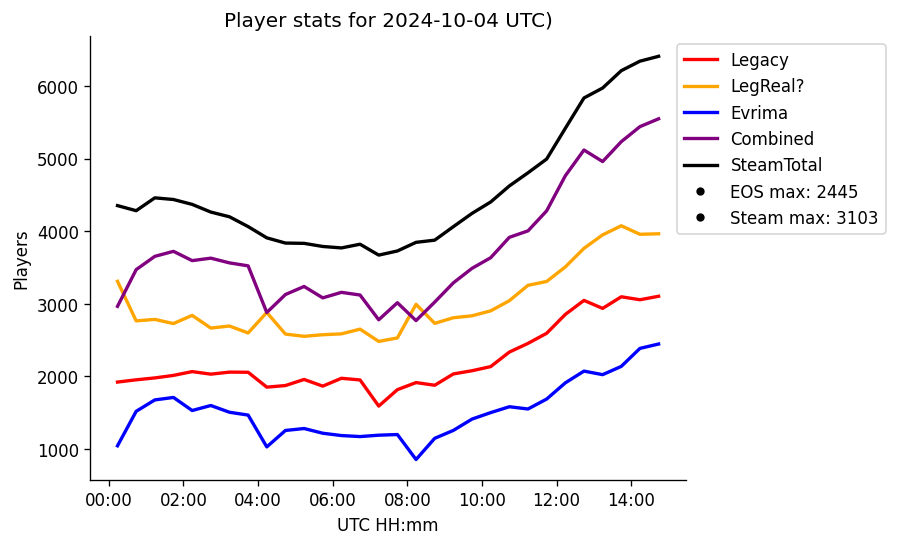 Player stats for 2024-10-04 UTC)
Legacy
LegReal?
Evrima
Combined
SteamTotal
EOS max: 2445
Steam max: 3103
Players
6000
5000
4000
3000
2000
1000
00:00 02:00 04:00 06:00 08:00 10:00 12:00 14:00
UTC HH:mm